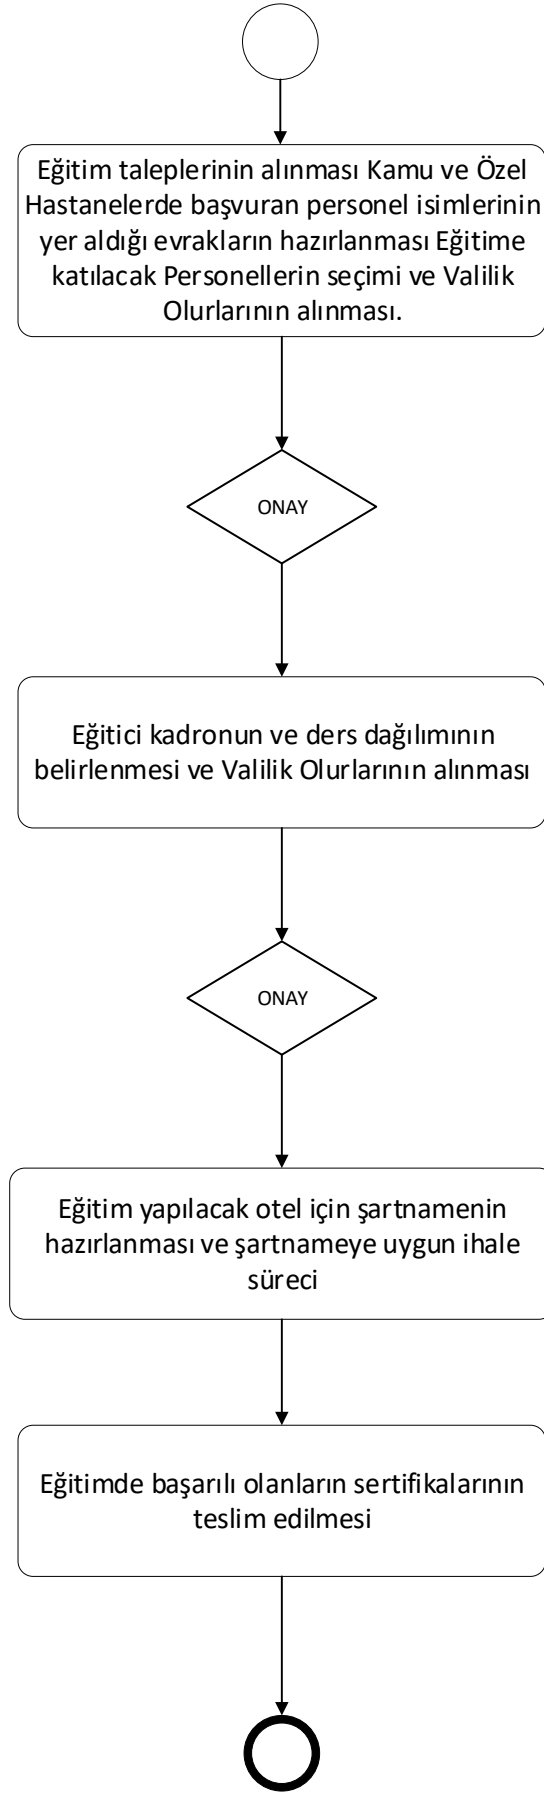 Eğitim taleplerinin alınması Kamu ve Özel
Hastanelerde başvuran personel isimlerinin
yer aldığı evrakların hazırlanması Eğitime
katılacak Personellerin seçimi ve Valilik
Olurlarının alınması.
ONAY
Eğitici kadronun ve ders dağılımının
belirlenmesi ve Valilik Olurlarının alınması
ONAY
Eğitim yapılacak otel için şartnamenin
hazırlanması ve şartnameye uygun ihale
süreci
Eğitimde başarılı olanların sertifikalarının
teslim edilmesi